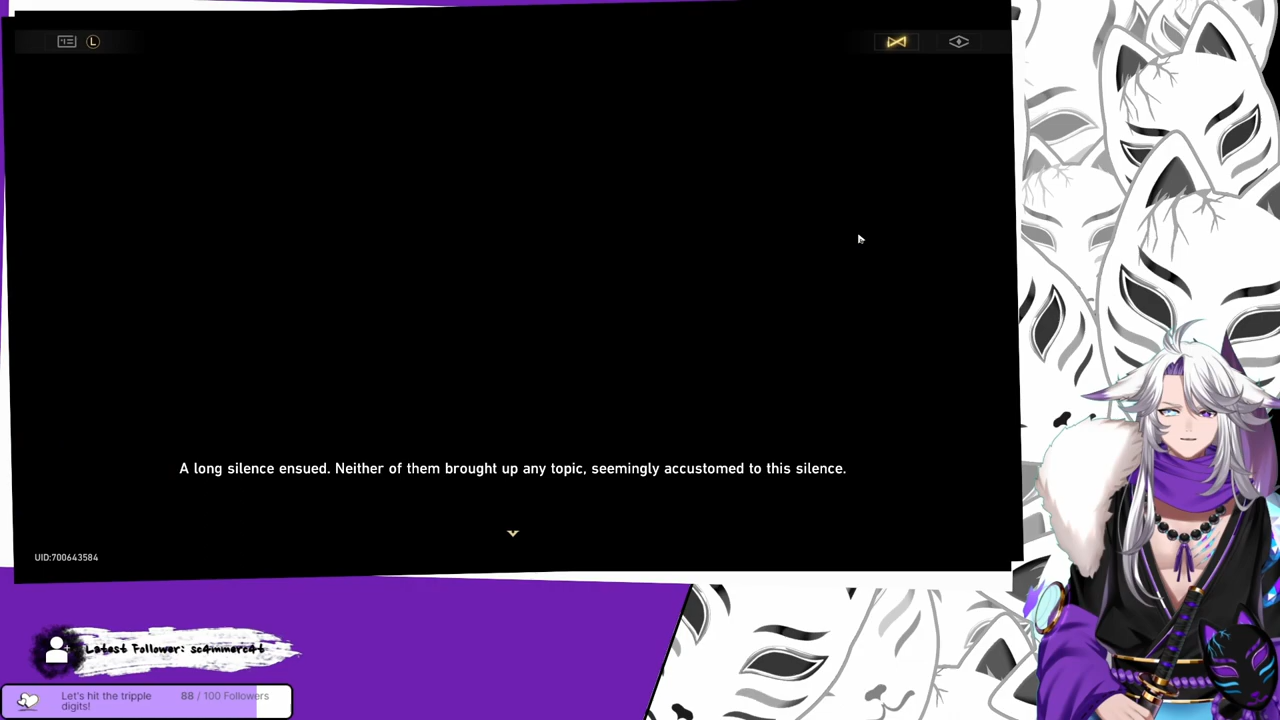 L
A long silence ensued. Neither of them brought up any topic, seemingly accustomed to this silence.
UID:700643584
Latest Follower: sc4mmerc4t
Let's hit the tripple digits!
88 / 100 Followers